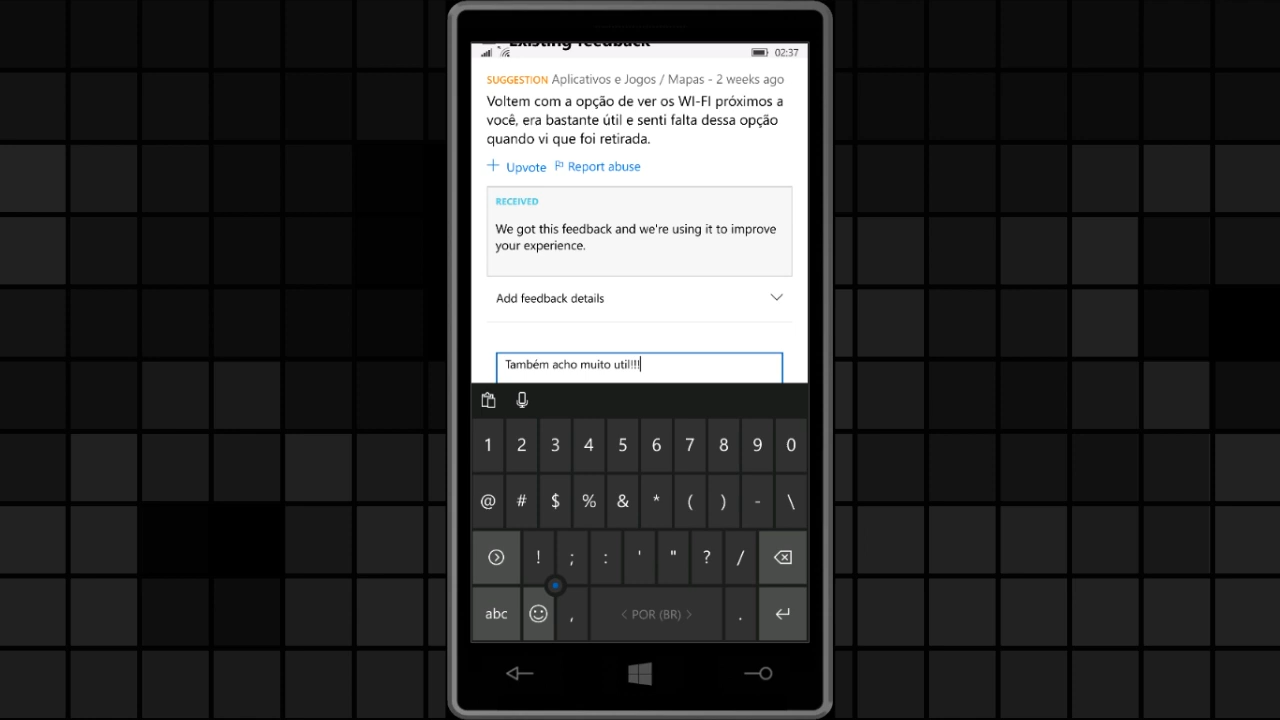 Existing feedback
02:37
SUGGESTION Aplicativos e Jogos / Mapas - 2 weeks ago
Voltem com a opção de ver os WI-FI próximos a
você, era bastante útil e senti falta dessa opção
quando vi que foi retirada.
+ Upvote Report abuse
RECEIVED
We got this feedback and we're using it to improve
your experience.
Add feedback details
Também acho muito util!!!
1 2 3 4 5 6 7 8 9 0
@ # $ % & * ( ) - \
! ; : ' " ? /
abc , < POR (BR) > .